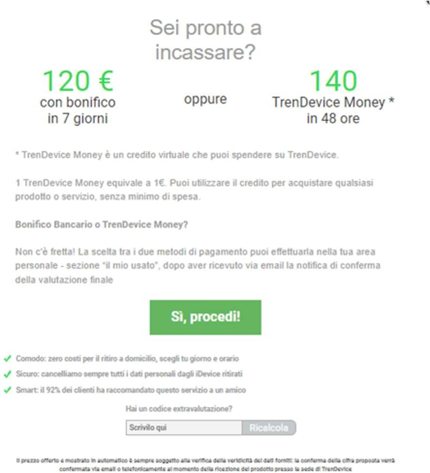 Sei pronto a
incassare?
120 €
con bonifico
in 7 giorni
oppure
140
TrenDevice Money *
in 48 ore
* TrenDevice Money è un credito virtuale che puoi spendere su TrenDevice.
1 TrenDevice Money equivale a 1€. Puoi utilizzare il credito per acquistare qualsiasi
prodotto o servizio, senza minimo di spesa.
Bonifico Bancario o TrenDevice Money?
Non c'è fretta! La scelta tra i due metodi di pagamento puoi effettuarla nella tua area
personale - sezione "il mio usato", dopo aver ricevuto via email la notifica di conferma
della valutazione finale
Sì, procedi!
Comodo: zero costi per il ritiro a domicilio, scegli tu giorno e orario
Sicuro: cancelliamo sempre tutti i dati personali dagli iDevice ritirati
Smart: il 92% dei clienti ha raccomandato questo servizio a un amico
Hai un codice extravalutazione?
Scrivilo qui
Ricalcola
Il prezzo offerto e mostrato in automatico è sempre soggetto alla verifica della veridicità dei dati forniti: la conferma della cifra proposta verrà
confermata via email o telefonicamente al momento della ricezione del prodotto presso la sede di TrenDevice